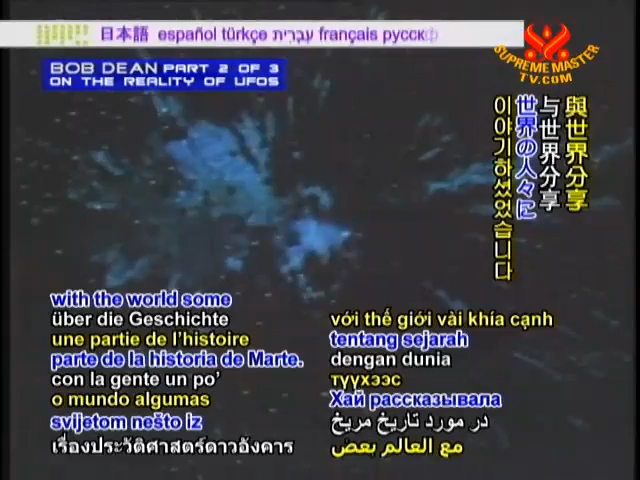 日本語 español türkçe עִבְרִית français русск
SUPREME MASTER
TV.COM
BOB DEAN PART 2 OF 3
ON THE REALITY OF UFOS
與世界分享
与世界分享
世界の人々に
이야기하셨었습니다
with the world some
über die Geschichte
une partie de l'histoire
parte de la historia de Marte.
con la gente un po'
o mundo algumas
svijetom nešto iz
เรื่องประวัติศาสตร์ดาวอังคาร
với thế giới vài khía cạnh
tentang sejarah
dengan dunia
түүхээс
Хай рассказывала
در مورد تاریخ مریخ
مع العالم بعض